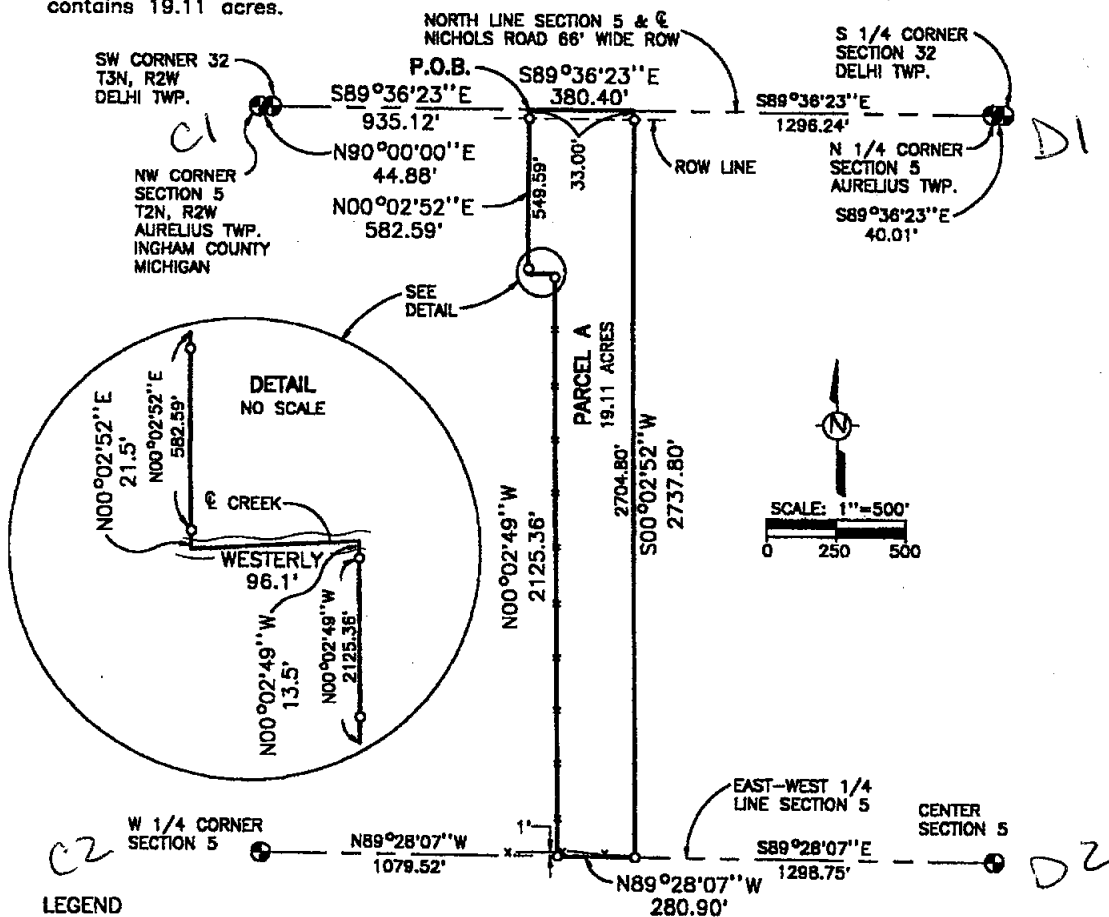 contains 19.11 acres.
NORTH LINE SECTION 5 & ℄
NICHOLS ROAD 66' WIDE ROW
SW CORNER 32
T3N, R2W
DELHI TWP.
P.O.B.
S89°36'23''E
380.40'
S 1/4 CORNER
SECTION 32
DELHI TWP.
S89°36'23''E
935.12'
S89°36'23''E
1296.24'
C1
D1
N90°00'00''E
44.88'
33.00'
ROW LINE
N 1/4 CORNER
SECTION 5
AURELIUS TWP.
NW CORNER
SECTION 5
T2N, R2W
AURELIUS TWP.
INGHAM COUNTY
MICHIGAN
N00°02'52''E
582.59'
549.59'
S89°36'23''E
40.01'
SEE
DETAIL
DETAIL
NO SCALE
N00°02'52''E
21.5'
N00°02'52''E
582.59'
℄ CREEK
WESTERLY
96.1'
N00°02'49''W
13.5'
N00°02'49''W
2125.36'
PARCEL A
19.11 ACRES
N00°02'49''W
2125.36'
2704.80'
S00°02'52''W
2737.80'
N
SCALE: 1''=500'
0 250 500
EAST-WEST 1/4
LINE SECTION 5
CENTER
SECTION 5
W 1/4 CORNER
SECTION 5
C2
N89°28'07''W
1079.52'
1'
S89°28'07''E
1298.75'
D2
N89°28'07''W
280.90'
LEGEND